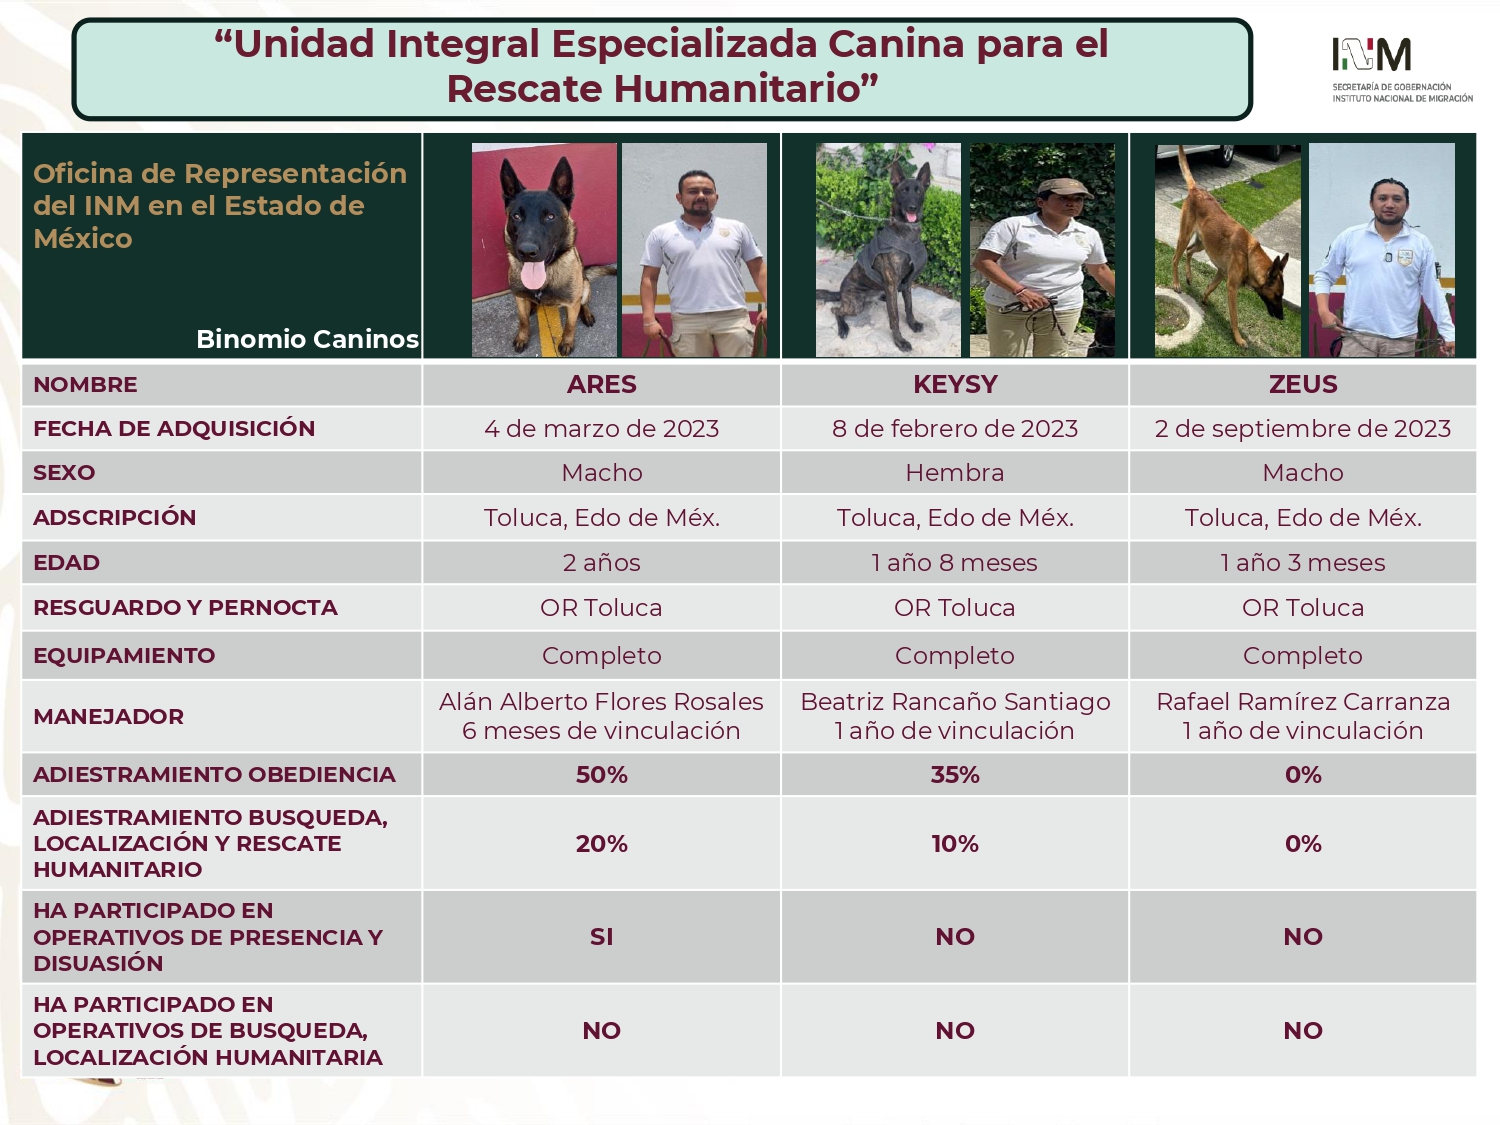 “Unidad Integral Especializada Canina para el
Rescate Humanitario”
INM
SECRETARÍA DE GOBERNACIÓN
INSTITUTO NACIONAL DE MIGRACIÓN
Oficina de Representación
del INM en el Estado de
México
Binomio Caninos
NOMBRE ARES KEYSY ZEUS
FECHA DE ADQUISICIÓN 4 de marzo de 2023 8 de febrero de 2023 2 de septiembre de 2023
SEXO Macho Hembra Macho
ADSCRIPCIÓN Toluca, Edo de Méx. Toluca, Edo de Méx. Toluca, Edo de Méx.
EDAD 2 años 1 año 8 meses 1 año 3 meses
RESGUARDO Y PERNOCTA OR Toluca OR Toluca OR Toluca
EQUIPAMIENTO Completo Completo Completo
MANEJADOR
Alán Alberto Flores Rosales
6 meses de vinculación
Beatriz Rancaño Santiago
1 año de vinculación
Rafael Ramírez Carranza
1 año de vinculación
ADIESTRAMIENTO OBEDIENCIA 50% 35% 0%
ADIESTRAMIENTO BUSQUEDA,
LOCALIZACIÓN Y RESCATE
HUMANITARIO
20% 10% 0%
HA PARTICIPADO EN
OPERATIVOS DE PRESENCIA Y
DISUASIÓN
SI NO NO
HA PARTICIPADO EN
OPERATIVOS DE BUSQUEDA,
LOCALIZACIÓN HUMANITARIA
NO NO NO